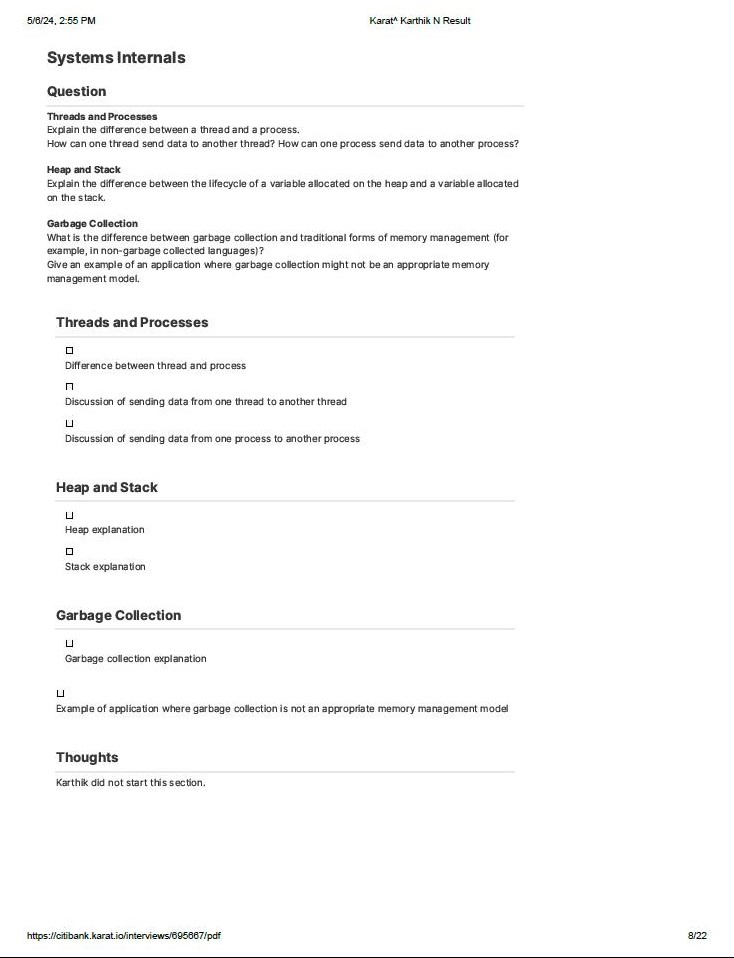 5/6/24, 2:55 PM
Karat^ Karthik N Result
Systems Internals
Question
Threads and Processes
Explain the difference between a thread and a process.
How can one thread send data to another thread? How can one process send data to another process?
Heap and Stack
Explain the difference between the lifecycle of a variable allocated on the heap and a variable allocated
on the stack.
Garbage Collection
What is the difference between garbage collection and traditional forms of memory management (for
example, in non-garbage collected languages)?
Give an example of an application where garbage collection might not be an appropriate memory
management model.
Threads and Processes
Difference between thread and process
Discussion of sending data from one thread to another thread
Discussion of sending data from one process to another process
Heap and Stack
Heap explanation
Stack explanation
Garbage Collection
Garbage collection explanation
Example of application where garbage collection is not an appropriate memory management model
Thoughts
Karthik did not start this section.
https://citibank.karat.io/interviews/695667/pdf
8/22